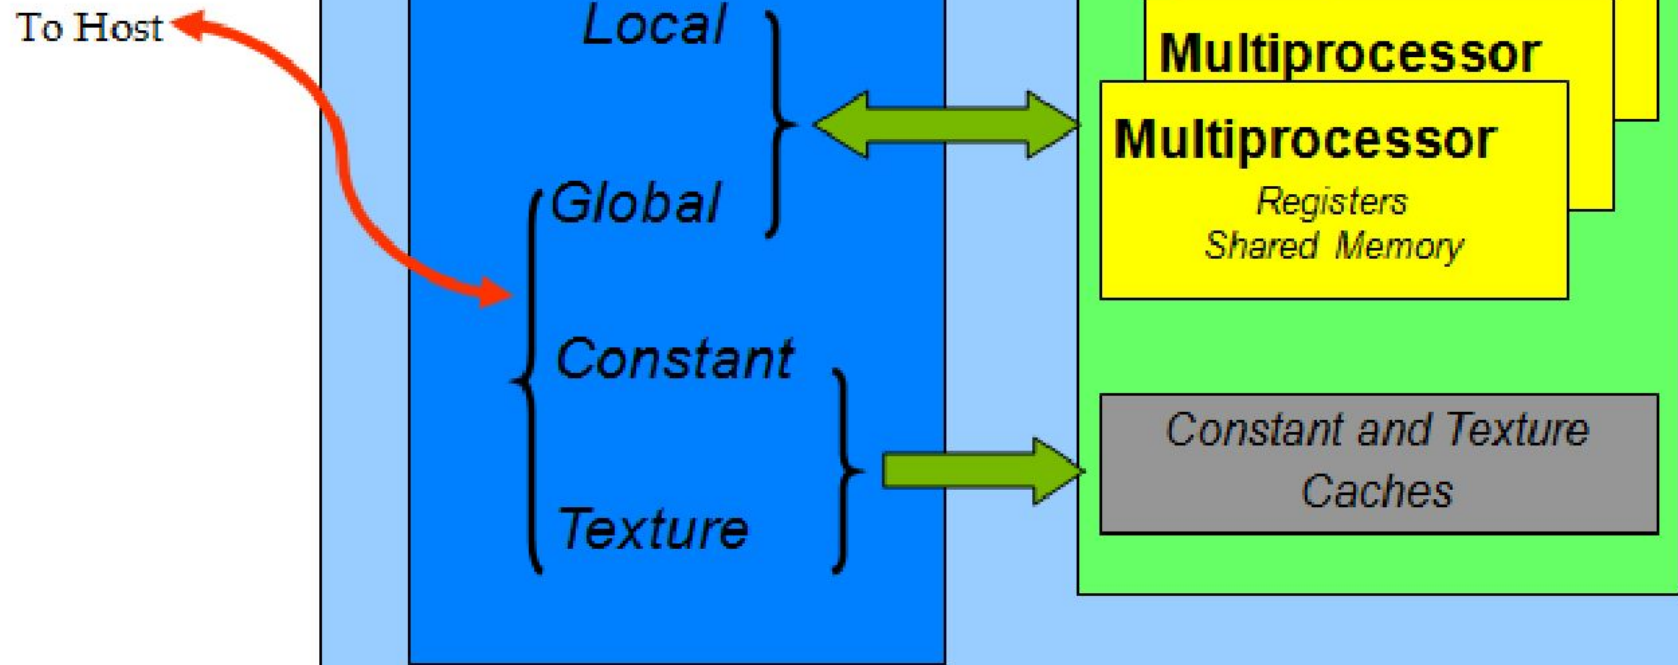 To Host
Local
Global
Constant
Texture
Multiprocessor
Multiprocessor
Registers
Shared Memory
Constant and Texture
Caches